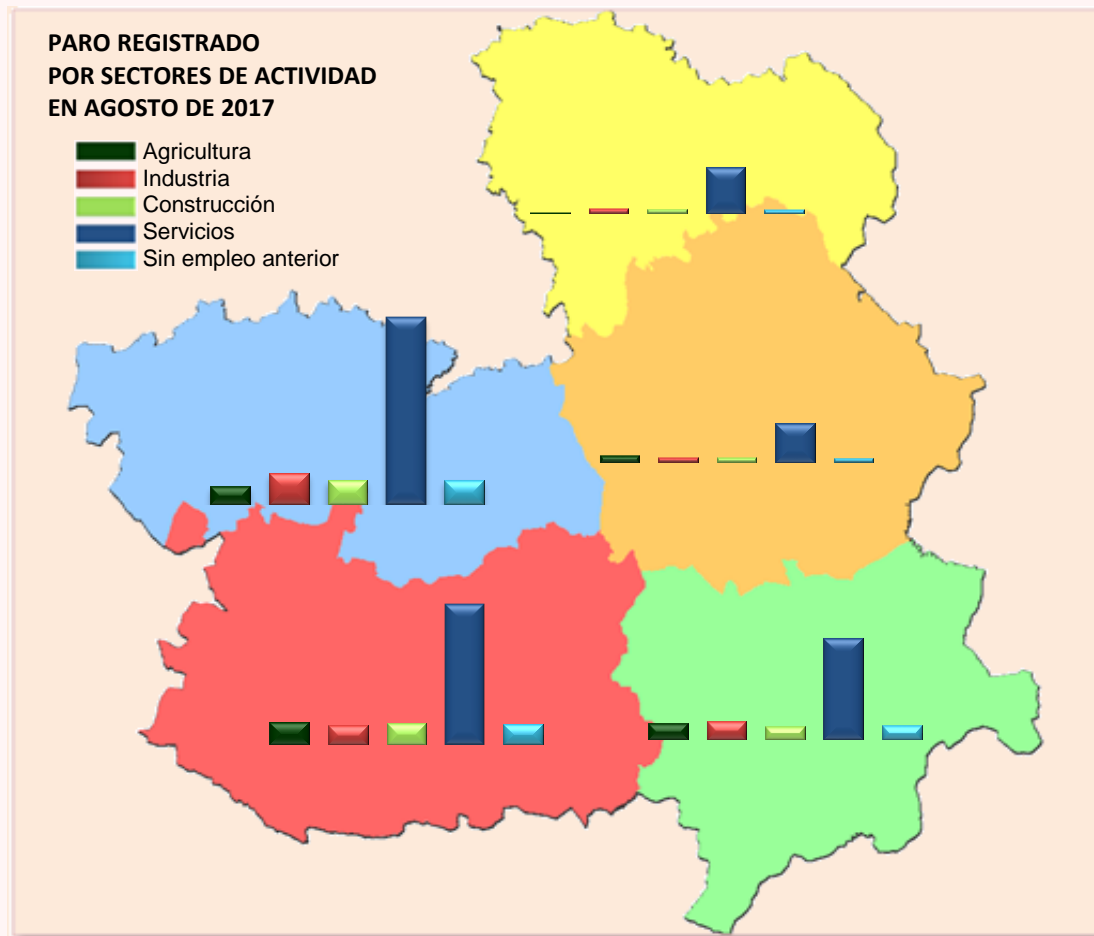 PARO REGISTRADO
POR SECTORES DE ACTIVIDAD
EN AGOSTO DE 2017
Agricultura
Industria
Construcción
Servicios
Sin empleo anterior